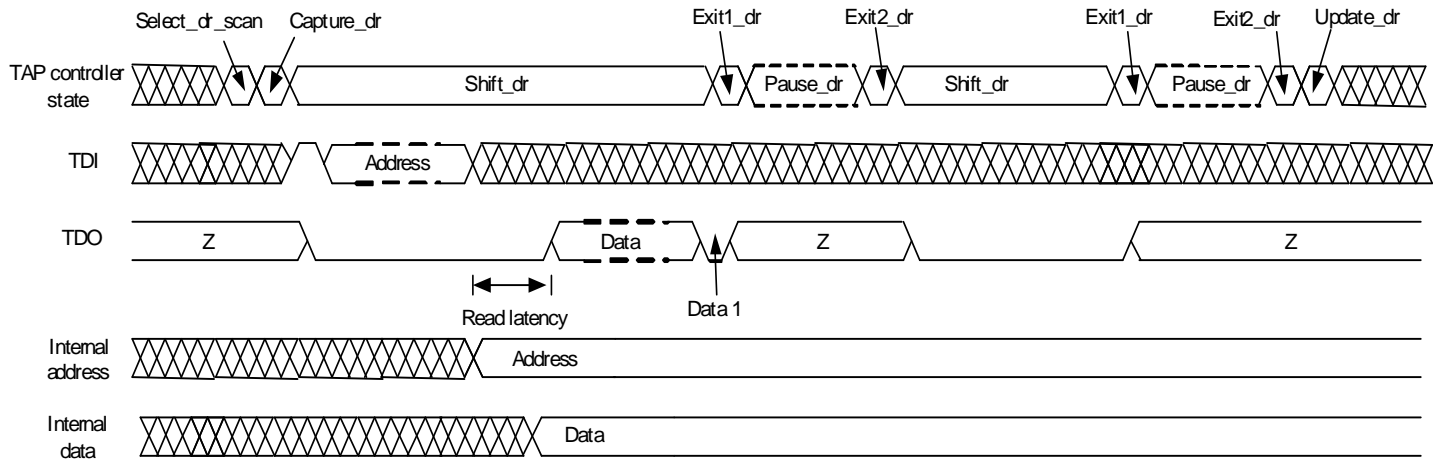 Select_dr_scan
Capture_dr
Exit1_dr
Exit2_dr
Exit1_dr
Exit2_dr
Update_dr
TAP controller
state
Shift_dr
Pause_dr
Shift_dr
Pause_dr
TDI
Address
TDO
Z
Data
Z
Z
Data 1
Read latency
Internal
address
Address
Internal
data
Data